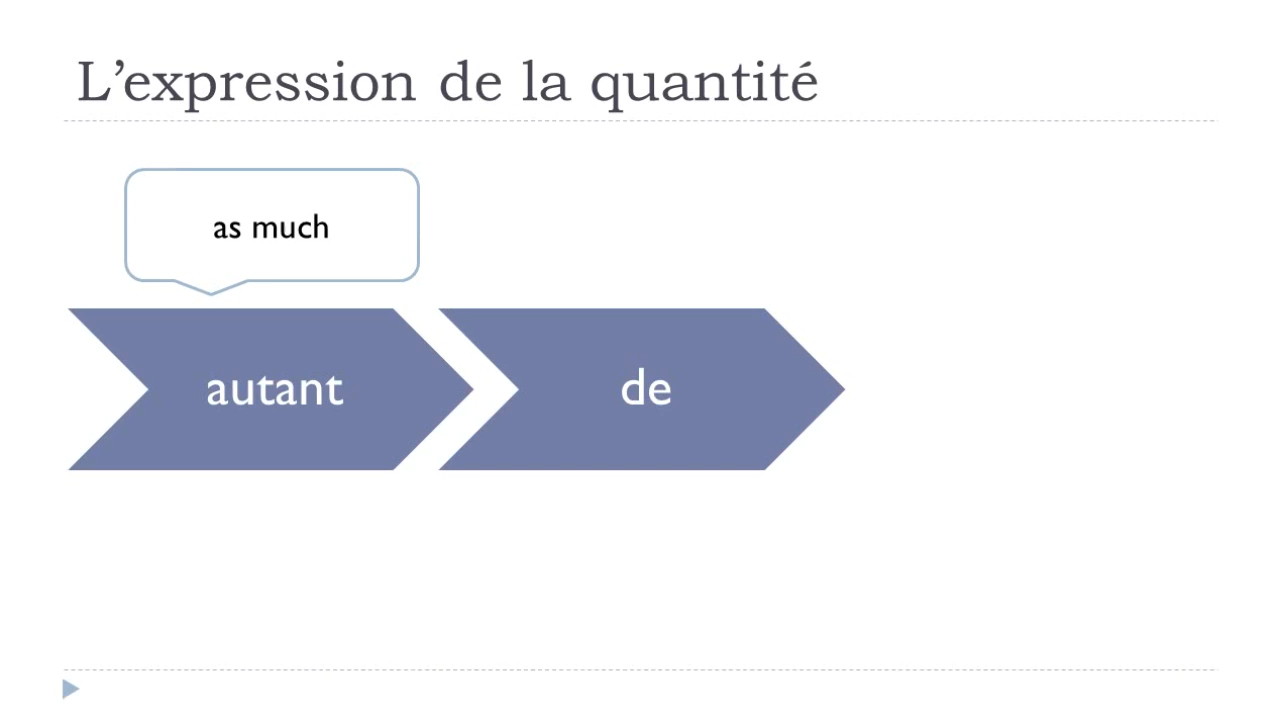 L’expression de la quantité
as much
autant
de